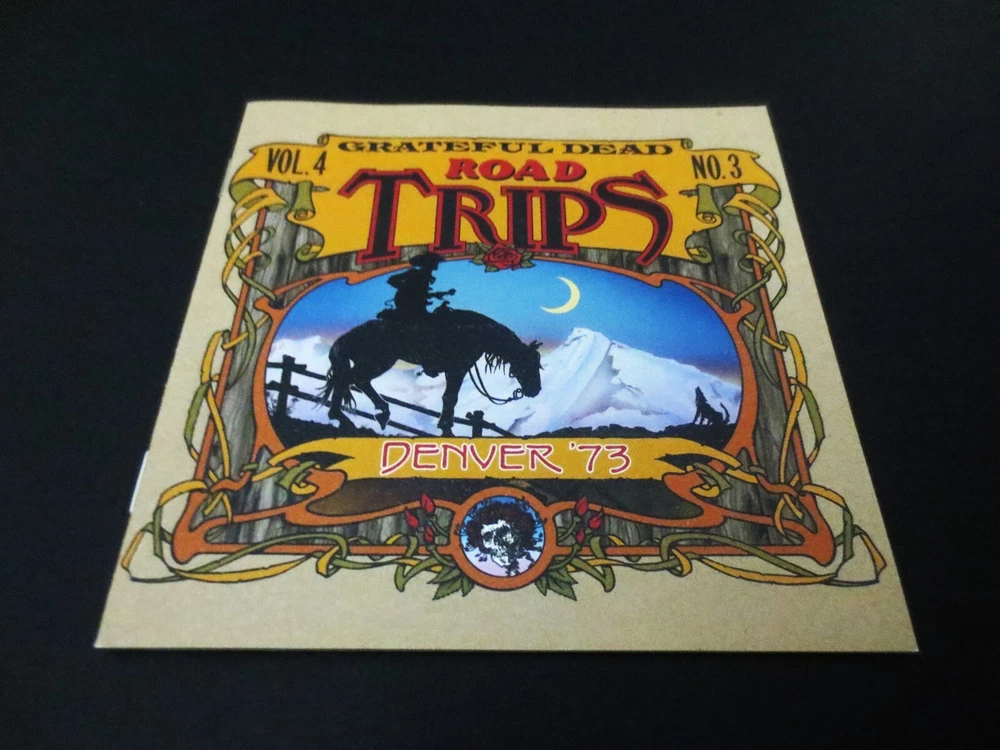 GRATEFUL DEAD
VOL. 4 ROAD NO. 3
TRIPS
DENVER '73